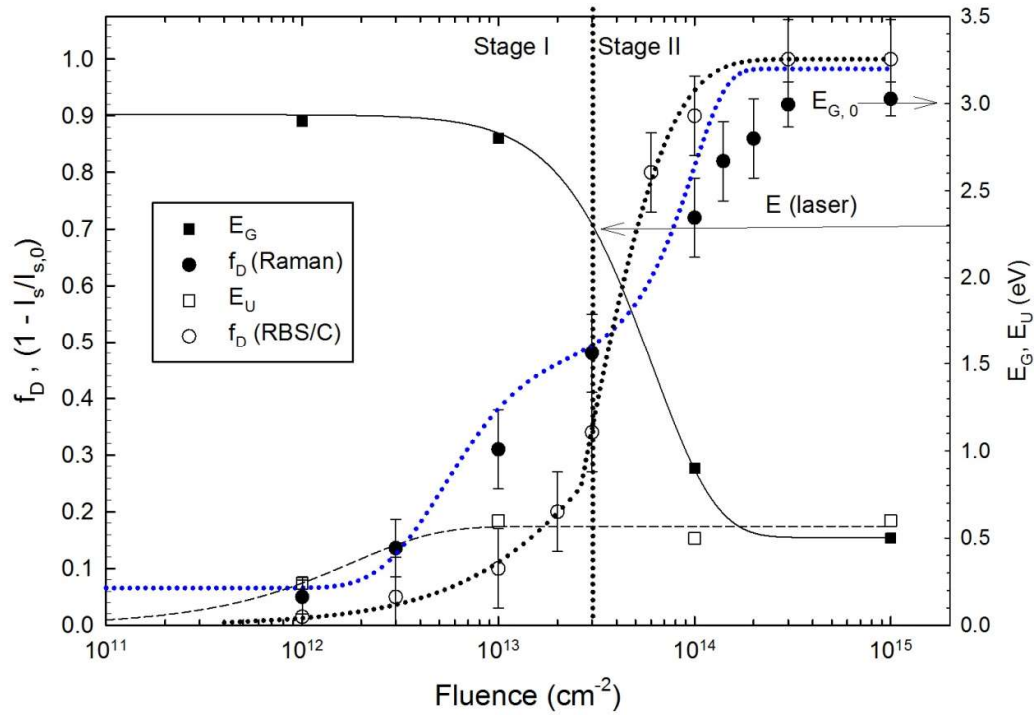 Stage I
Stage II
E_G, 0
E (laser)
E_G
f_D (Raman)
E_U
f_D (RBS/C)
f_D , (1 - I_s/I_s,0)
1.0
0.9
0.8
0.7
0.6
0.5
0.4
0.3
0.2
0.1
0.0
E_G, E_U (eV)
3.5
3.0
2.5
2.0
1.5
1.0
0.5
0.0
10^11
10^12
10^13
10^14
10^15
Fluence (cm^-2)